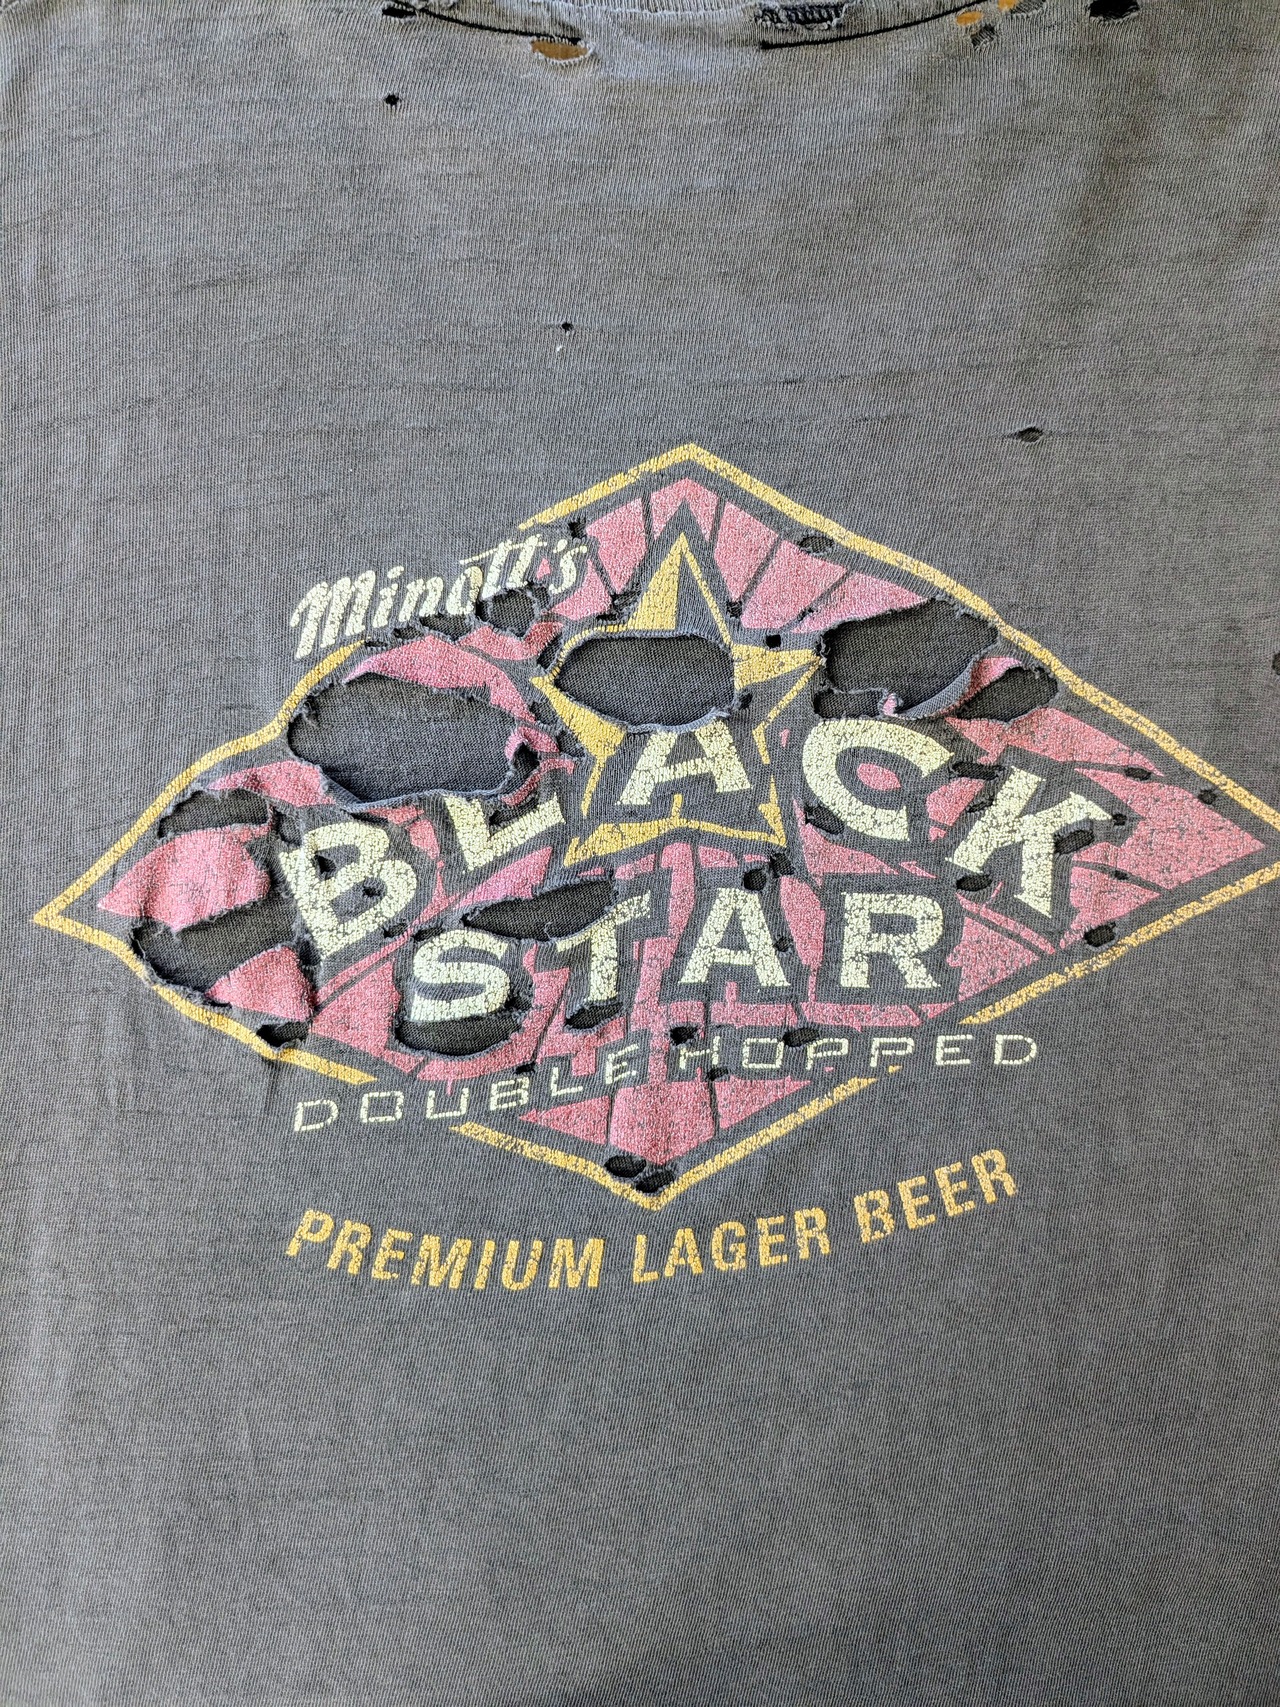 Minott's
BLACK
STAR
DOUBLE HOPPED
PREMIUM LAGER BEER